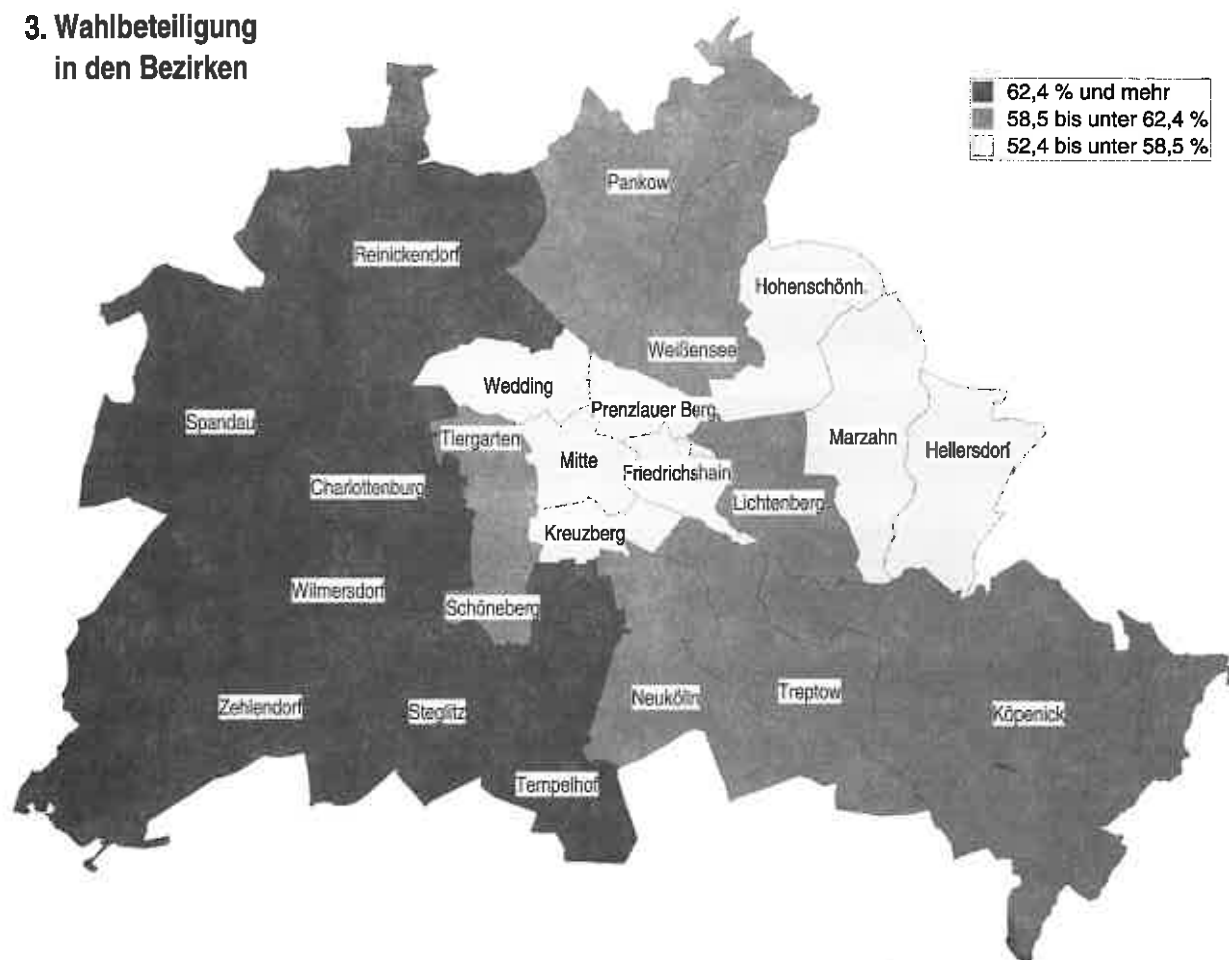 3. Wahlbeteiligung
in den Bezirken
62,4 % und mehr
58,5 bis unter 62,4 %
52,4 bis unter 58,5 %
Pankow
Reinickendorf
Hohenschönh.
Weißensee
Wedding
Prenzlauer Berg
Spandau
Tiergarten
Marzahn
Hellersdorf
Mitte
Friedrichshain
Charlottenburg
Lichtenberg
Kreuzberg
Wilmersdorf
Schöneberg
Neukölln
Treptow
Zehlendorf
Steglitz
Köpenick
Tempelhof